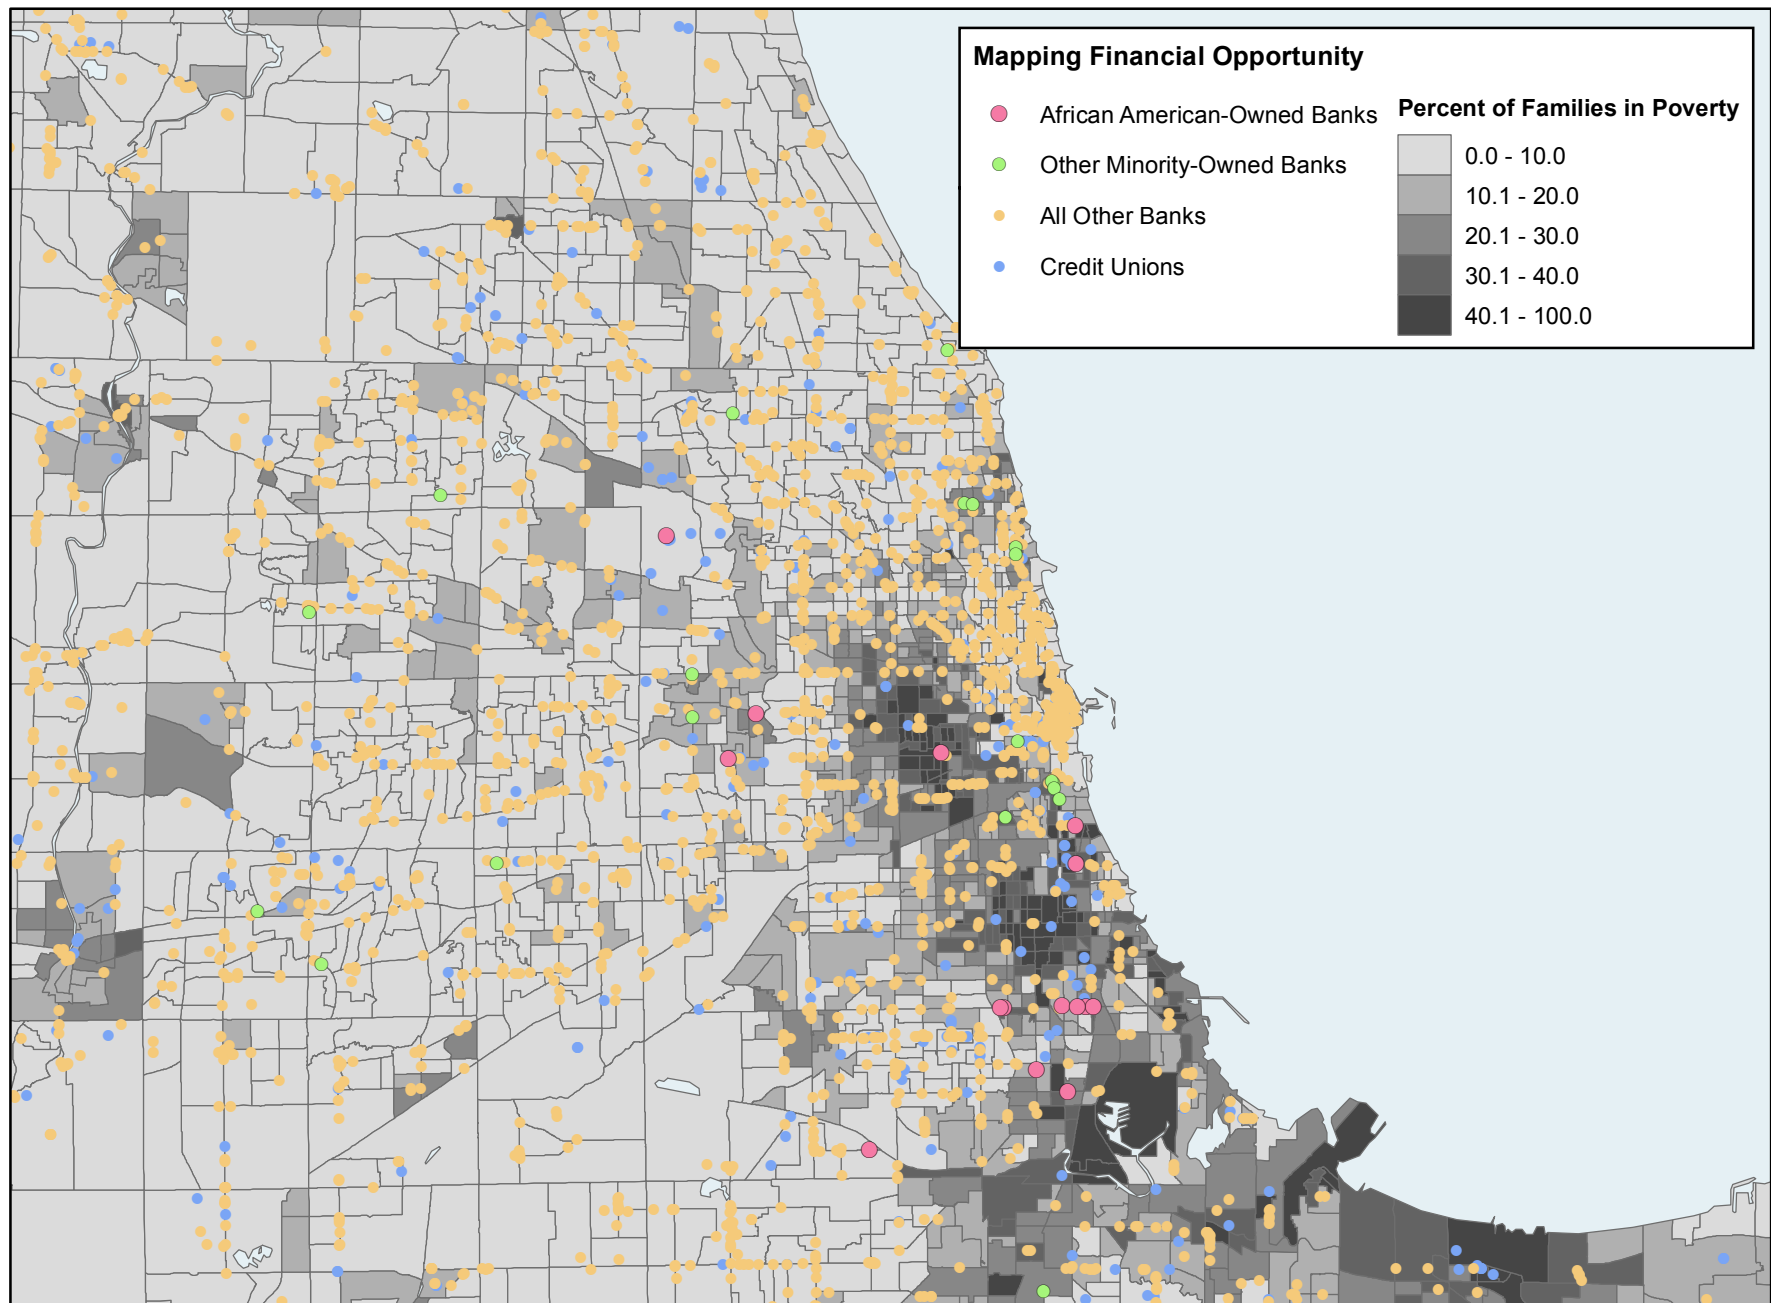 Mapping Financial Opportunity
African American-Owned Banks
Other Minority-Owned Banks
All Other Banks
Credit Unions
Percent of Families in Poverty
0.0 - 10.0
10.1 - 20.0
20.1 - 30.0
30.1 - 40.0
40.1 - 100.0